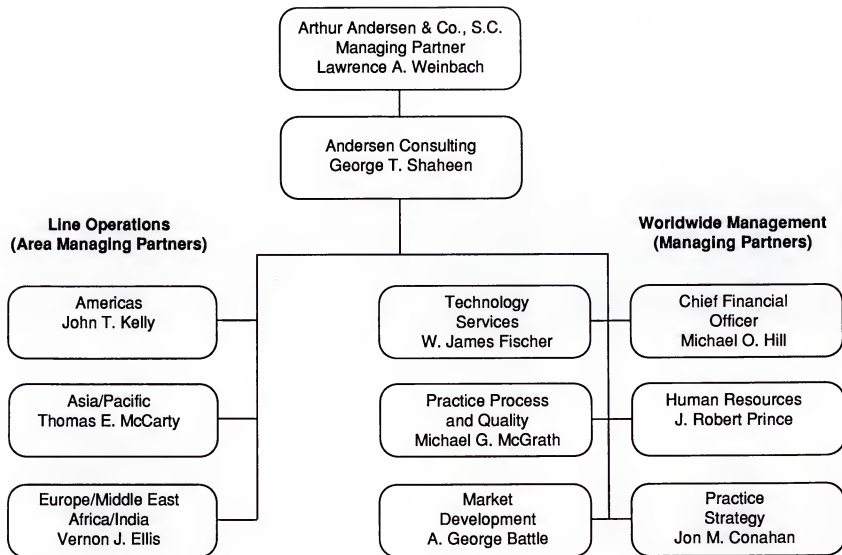 Arthur Andersen & Co., S.C.
Managing Partner
Lawrence A. Weinbach
Andersen Consulting
George T. Shaheen
Line Operations
(Area Managing Partners)
Worldwide Management
(Managing Partners)
Americas
John T. Kelly
Technology
Services
W. James Fischer
Chief Financial
Officer
Michael O. Hill
Asia/Pacific
Thomas E. McCarty
Practice Process
and Quality
Michael G. McGrath
Human Resources
J. Robert Prince
Europe/Middle East
Africa/India
Vernon J. Ellis
Market
Development
A. George Battle
Practice
Strategy
Jon M. Conahan